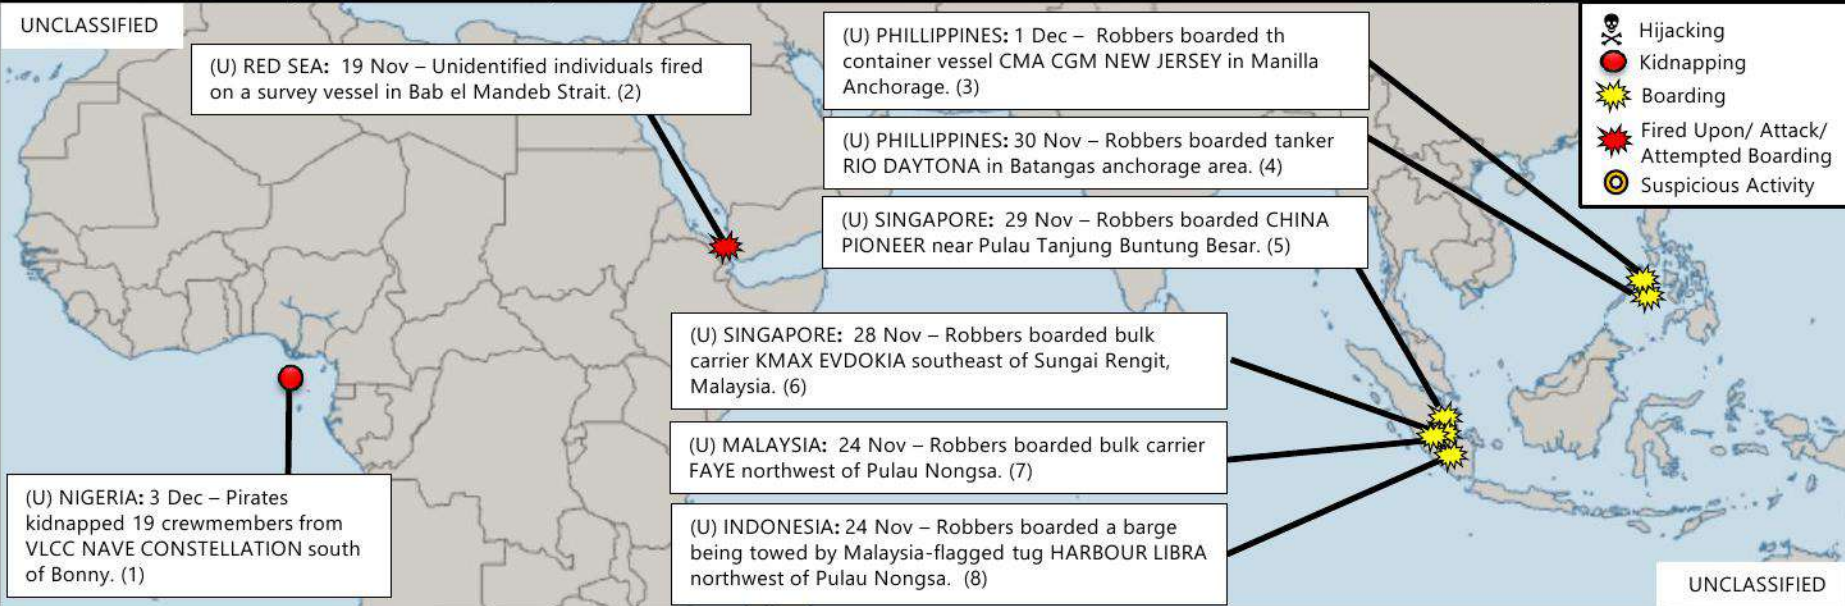 UNCLASSIFIED
(U) RED SEA: 19 Nov – Unidentified individuals fired
on a survey vessel in Bab el Mandeb Strait. (2)
(U) PHILLIPPINES: 1 Dec – Robbers boarded th
container vessel CMA CGM NEW JERSEY in Manilla
Anchorage. (3)
(U) PHILLIPPINES: 30 Nov – Robbers boarded tanker
RIO DAYTONA in Batangas anchorage area. (4)
(U) SINGAPORE: 29 Nov – Robbers boarded CHINA
PIONEER near Pulau Tanjung Buntung Besar. (5)
(U) SINGAPORE: 28 Nov – Robbers boarded bulk
carrier KMAX EVDOKIA southeast of Sungai Rengit,
Malaysia. (6)
(U) MALAYSIA: 24 Nov – Robbers boarded bulk carrier
FAYE northwest of Pulau Nongsa. (7)
(U) INDONESIA: 24 Nov – Robbers boarded a barge
being towed by Malaysia-flagged tug HARBOUR LIBRA
northwest of Pulau Nongsa. (8)
(U) NIGERIA: 3 Dec – Pirates
kidnapped 19 crewmembers from
VLCC NAVE CONSTELLATION south
of Bonny. (1)
Hijacking
Kidnapping
Boarding
Fired Upon/ Attack/
Attempted Boarding
Suspicious Activity
UNCLASSIFIED